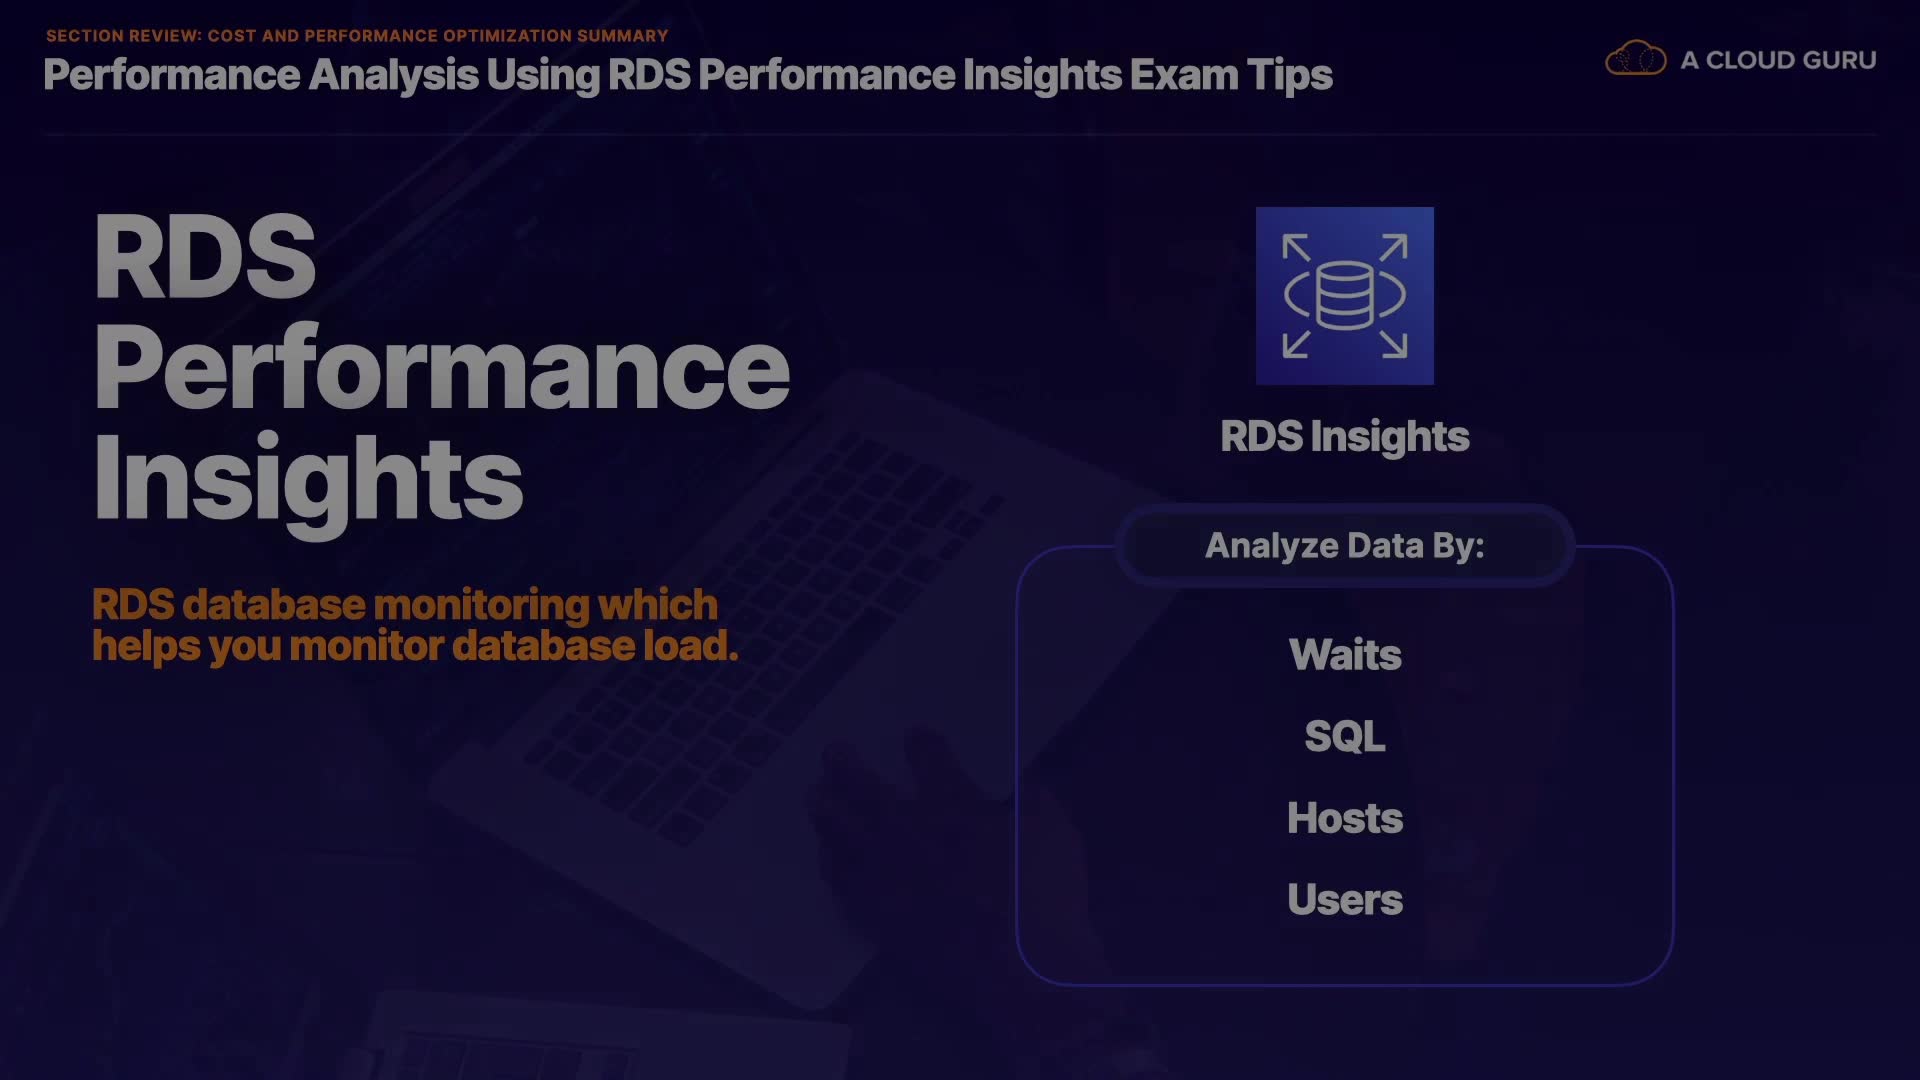 SECTION REVIEW: COST AND PERFORMANCE OPTIMIZATION SUMMARY
Performance Analysis Using RDS Performance Insights Exam Tips
A CLOUD GURU
RDS
Performance
Insights
RDS database monitoring which
helps you monitor database load.
RDS Insights
Analyze Data By:
Waits
SQL
Hosts
Users